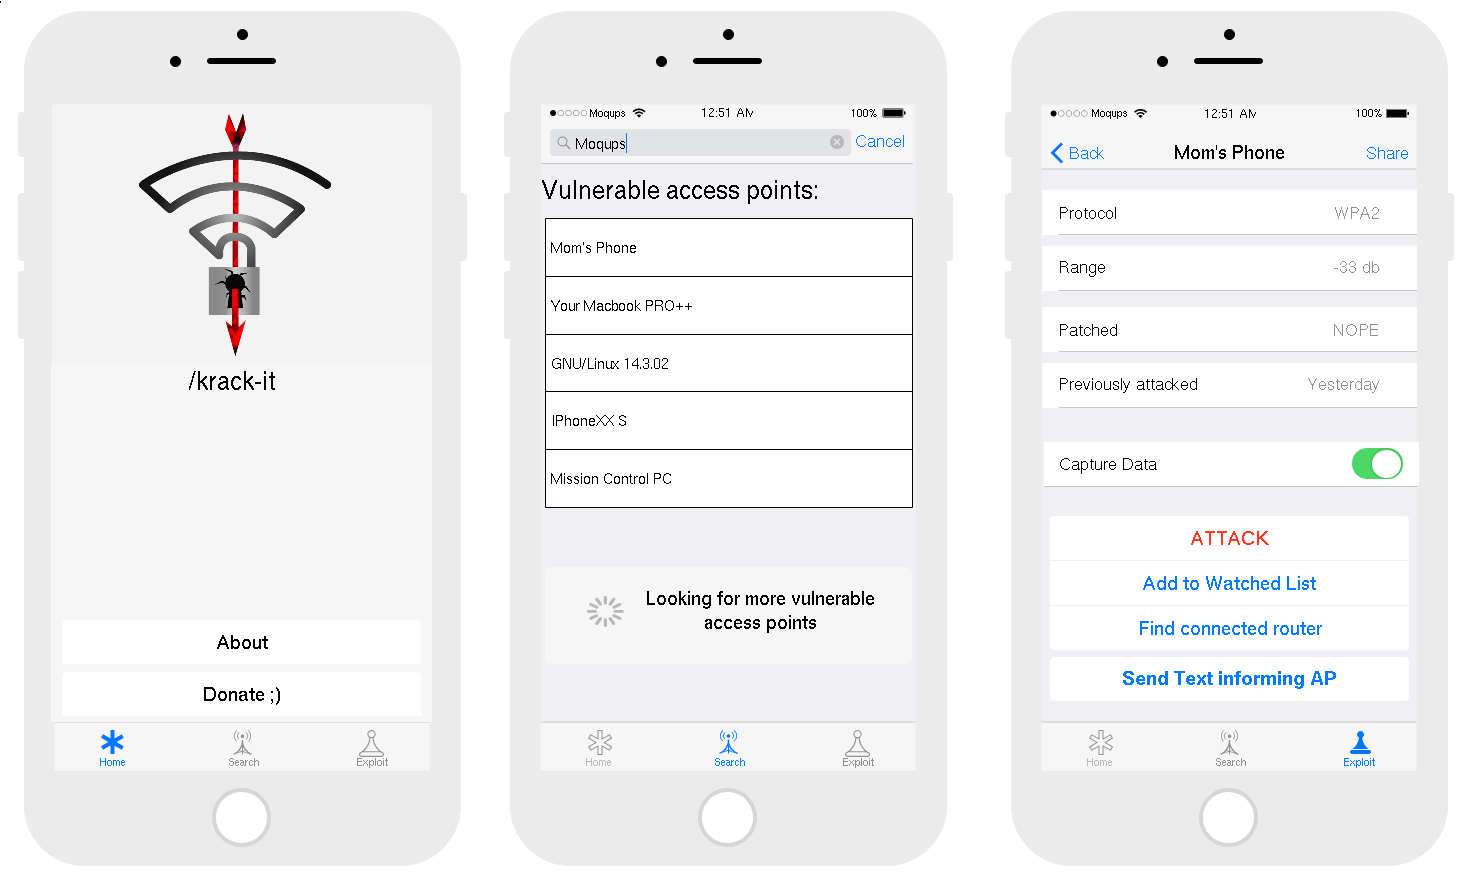 /krack-it
About
Donate ;)
Home
Search
Exploit
Moqups
12:51 AM
100%
Moqups
Cancel
Vulnerable access points:
Mom's Phone
Your Macbook PRO++
GNU/Linux 14.3.02
IPhoneXX S
Mission Control PC
Looking for more vulnerable
access points
Home
Search
Exploit
Moqups
12:51 AM
100%
Back
Mom's Phone
Share
Protocol
WPA2
Range
-33 db
Patched
NOPE
Previously attacked
Yesterday
Capture Data
ATTACK
Add to Watched List
Find connected router
Send Text informing AP
Home
Search
Exploit